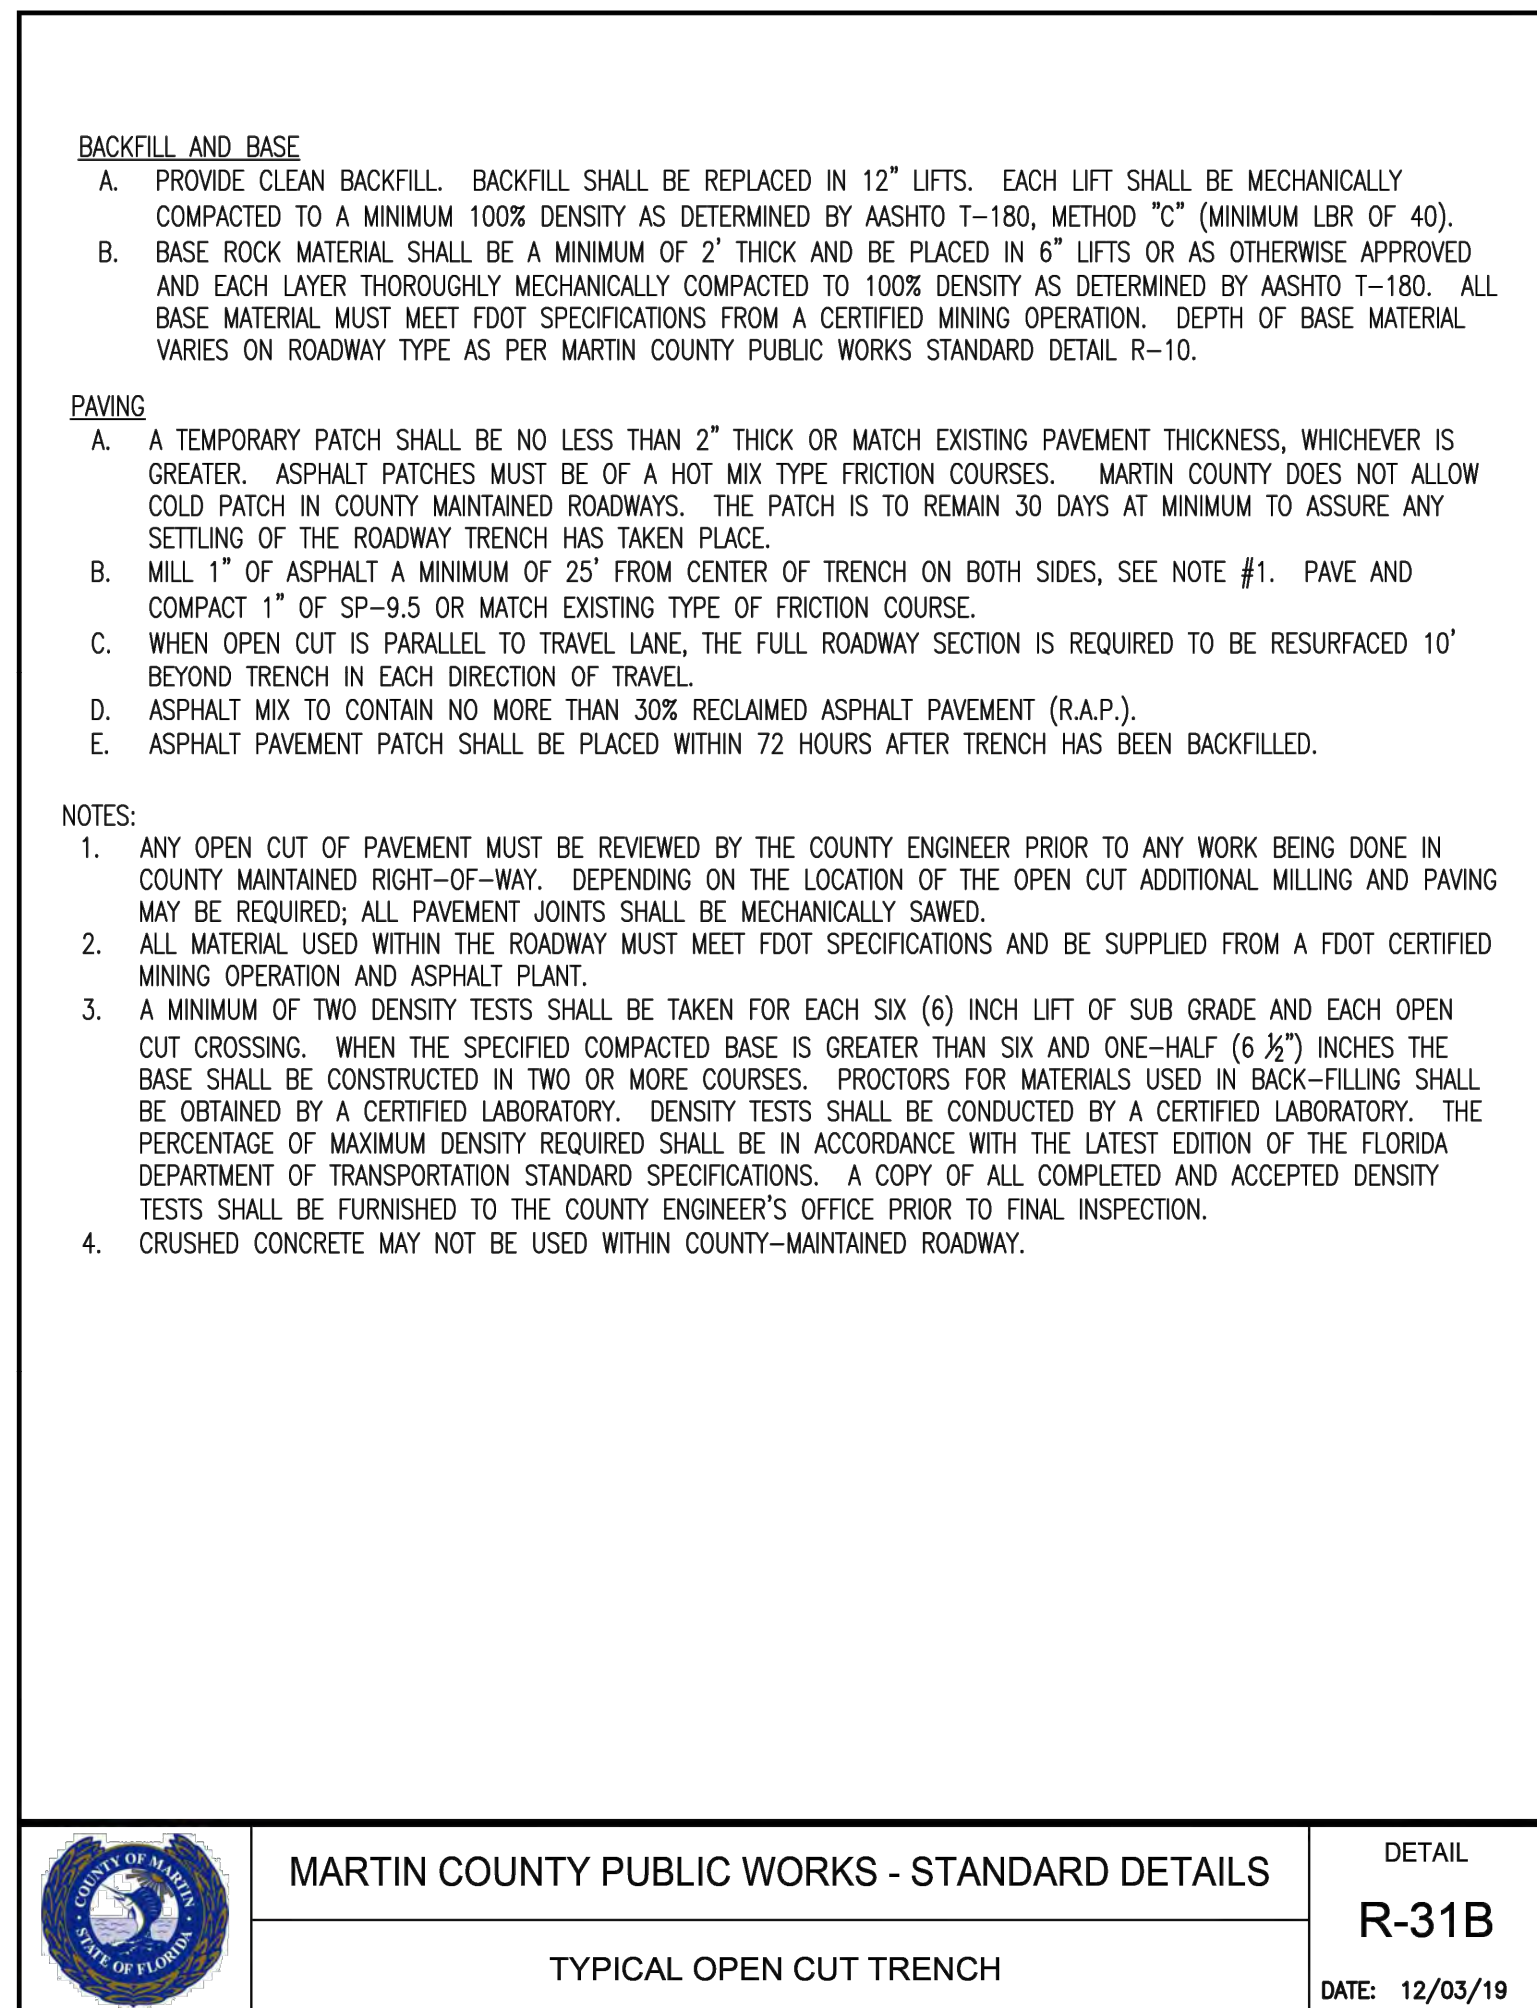 BACKFILL AND BASE
A. PROVIDE CLEAN BACKFILL. BACKFILL SHALL BE REPLACED IN 12" LIFTS. EACH LIFT SHALL BE MECHANICALLY
COMPACTED TO A MINIMUM 100% DENSITY AS DETERMINED BY AASHTO T-180, METHOD "C" (MINIMUM LBR OF 40).
B. BASE ROCK MATERIAL SHALL BE A MINIMUM OF 2' THICK AND BE PLACED IN 6" LIFTS OR AS OTHERWISE APPROVED
AND EACH LAYER THOROUGHLY MECHANICALLY COMPACTED TO 100% DENSITY AS DETERMINED BY AASHTO T-180. ALL
BASE MATERIAL MUST MEET FDOT SPECIFICATIONS FROM A CERTIFIED MINING OPERATION. DEPTH OF BASE MATERIAL
VARIES ON ROADWAY TYPE AS PER MARTIN COUNTY PUBLIC WORKS STANDARD DETAIL R-10.
PAVING
A. A TEMPORARY PATCH SHALL BE NO LESS THAN 2" THICK OR MATCH EXISTING PAVEMENT THICKNESS, WHICHEVER IS
GREATER. ASPHALT PATCHES MUST BE OF A HOT MIX TYPE FRICTION COURSES. MARTIN COUNTY DOES NOT ALLOW
COLD PATCH IN COUNTY MAINTAINED ROADWAYS. THE PATCH IS TO REMAIN 30 DAYS AT MINIMUM TO ASSURE ANY
SETTLING OF THE ROADWAY TRENCH HAS TAKEN PLACE.
B. MILL 1" OF ASPHALT A MINIMUM OF 25' FROM CENTER OF TRENCH ON BOTH SIDES, SEE NOTE #1. PAVE AND
COMPACT 1" OF SP-9.5 OR MATCH EXISTING TYPE OF FRICTION COURSE.
C. WHEN OPEN CUT IS PARALLEL TO TRAVEL LANE, THE FULL ROADWAY SECTION IS REQUIRED TO BE RESURFACED 10'
BEYOND TRENCH IN EACH DIRECTION OF TRAVEL.
D. ASPHALT MIX TO CONTAIN NO MORE THAN 30% RECLAIMED ASPHALT PAVEMENT (R.A.P.).
E. ASPHALT PAVEMENT PATCH SHALL BE PLACED WITHIN 72 HOURS AFTER TRENCH HAS BEEN BACKFILLED.
NOTES:
1. ANY OPEN CUT OF PAVEMENT MUST BE REVIEWED BY THE COUNTY ENGINEER PRIOR TO ANY WORK BEING DONE IN
COUNTY MAINTAINED RIGHT-OF-WAY. DEPENDING ON THE LOCATION OF THE OPEN CUT ADDITIONAL MILLING AND PAVING
MAY BE REQUIRED; ALL PAVEMENT JOINTS SHALL BE MECHANICALLY SAWED.
2. ALL MATERIAL USED WITHIN THE ROADWAY MUST MEET FDOT SPECIFICATIONS AND BE SUPPLIED FROM A FDOT CERTIFIED
MINING OPERATION AND ASPHALT PLANT.
3. A MINIMUM OF TWO DENSITY TESTS SHALL BE TAKEN FOR EACH SIX (6) INCH LIFT OF SUB GRADE AND EACH OPEN
CUT CROSSING. WHEN THE SPECIFIED COMPACTED BASE IS GREATER THAN SIX AND ONE-HALF (6 ½") INCHES THE
BASE SHALL BE CONSTRUCTED IN TWO OR MORE COURSES. PROCTORS FOR MATERIALS USED IN BACK-FILLING SHALL
BE OBTAINED BY A CERTIFIED LABORATORY. DENSITY TESTS SHALL BE CONDUCTED BY A CERTIFIED LABORATORY. THE
PERCENTAGE OF MAXIMUM DENSITY REQUIRED SHALL BE IN ACCORDANCE WITH THE LATEST EDITION OF THE FLORIDA
DEPARTMENT OF TRANSPORTATION STANDARD SPECIFICATIONS. A COPY OF ALL COMPLETED AND ACCEPTED DENSITY
TESTS SHALL BE FURNISHED TO THE COUNTY ENGINEER'S OFFICE PRIOR TO FINAL INSPECTION.
4. CRUSHED CONCRETE MAY NOT BE USED WITHIN COUNTY-MAINTAINED ROADWAY.
COUNTY OF MARTIN
STATE OF FLORIDA
MARTIN COUNTY PUBLIC WORKS - STANDARD DETAILS
TYPICAL OPEN CUT TRENCH
DETAIL
R-31B
DATE: 12/03/19